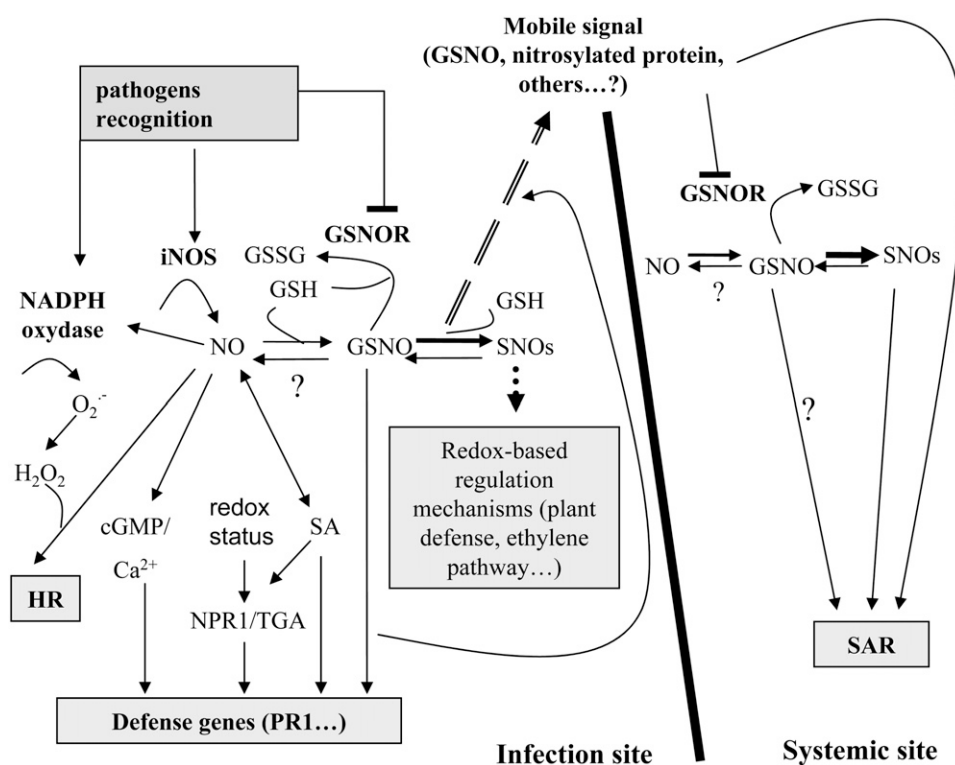 Mobile signal
(GSNO, nitrosylated protein,
others…?)
pathogens
recognition
GSNOR
GSSG
iNOS
GSH
NADPH
oxydase
NO
GSNO
GSH
SNOs
?
O₂·-
H₂O₂
cGMP/
Ca²⁺
redox
status
SA
NPR1/TGA
HR
Redox-based
regulation
mechanisms (plant
defense, ethylene
pathway…)
Defense genes (PR1…)
Infection site
GSNOR
GSSG
NO
GSNO
SNOs
?
?
SAR
Systemic site